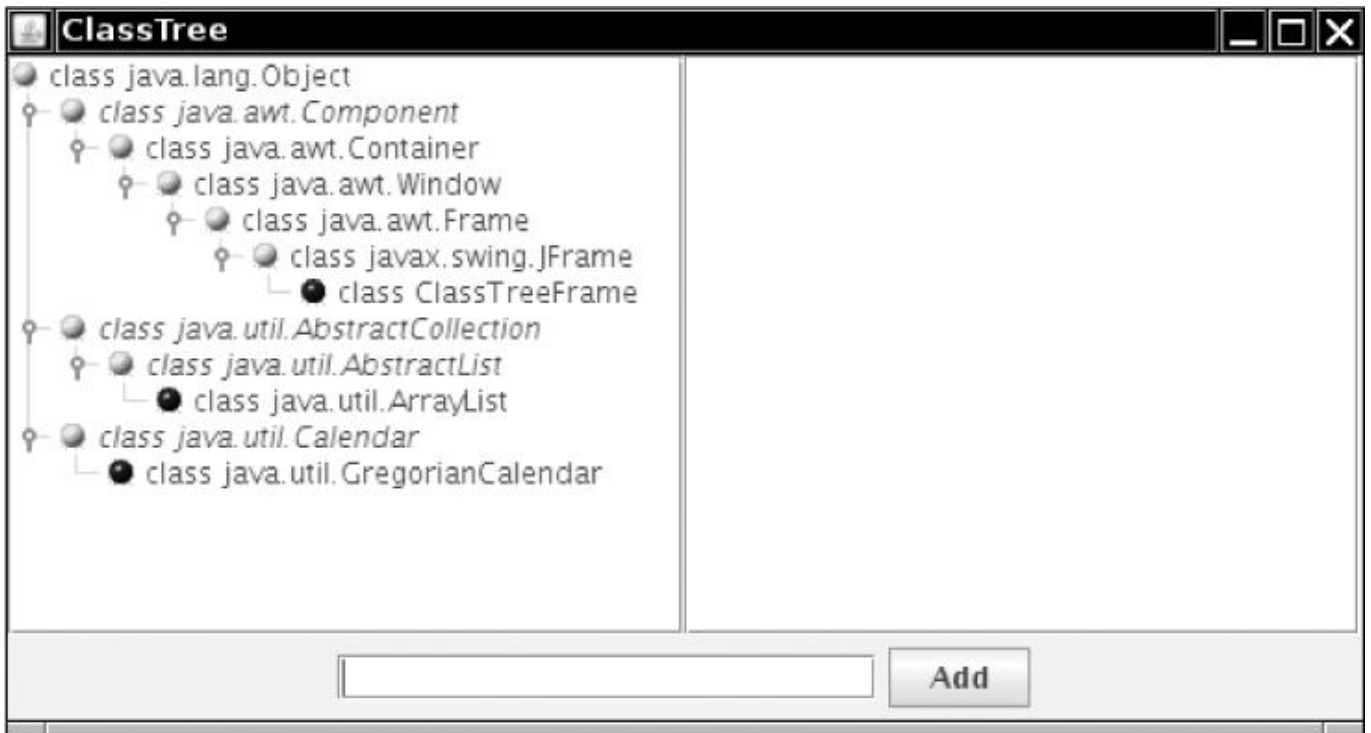 ClassTree
class java.lang.Object
class java.awt.Component
class java.awt.Container
class java.awt.Window
class java.awt.Frame
class javax.swing.JFrame
class ClassTreeFrame
class java.util.AbstractCollection
class java.util.AbstractList
class java.util.ArrayList
class java.util.Calendar
class java.util.GregorianCalendar
Add